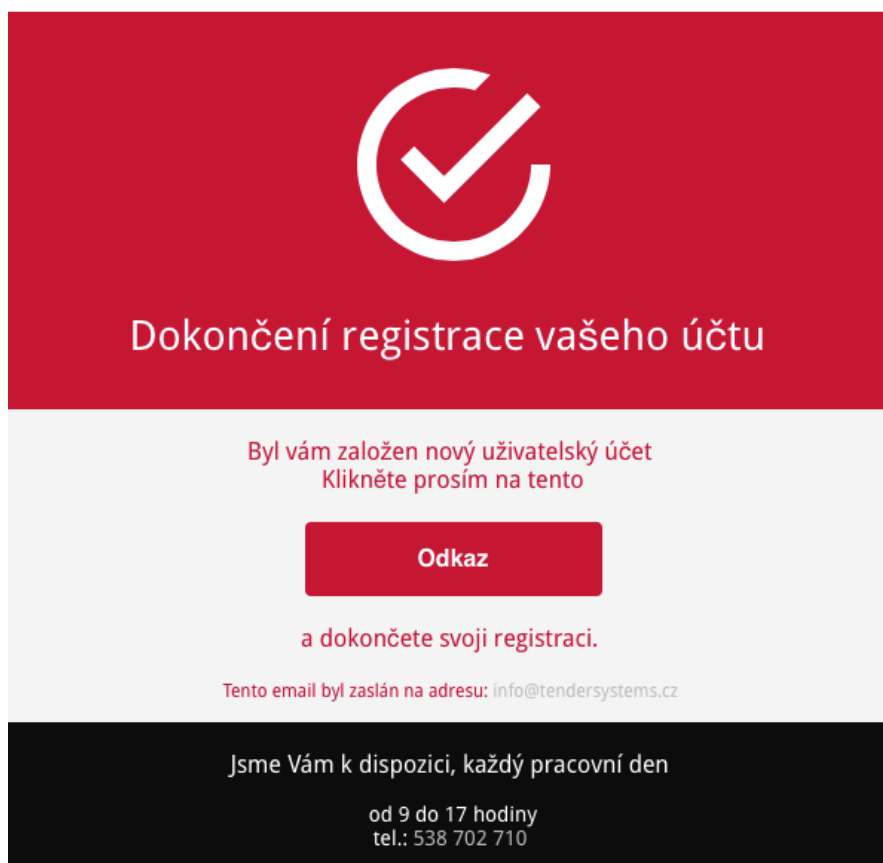 Dokončení registrace vašeho účtu
Byl vám založen nový uživatelský účet
Klikněte prosím na tento
Odkaz
a dokončete svoji registraci.
Tento email byl zaslán na adresu: info@tendersystems.cz
Jsme Vám k dispozici, každý pracovní den
od 9 do 17 hodiny
tel.: 538 702 710